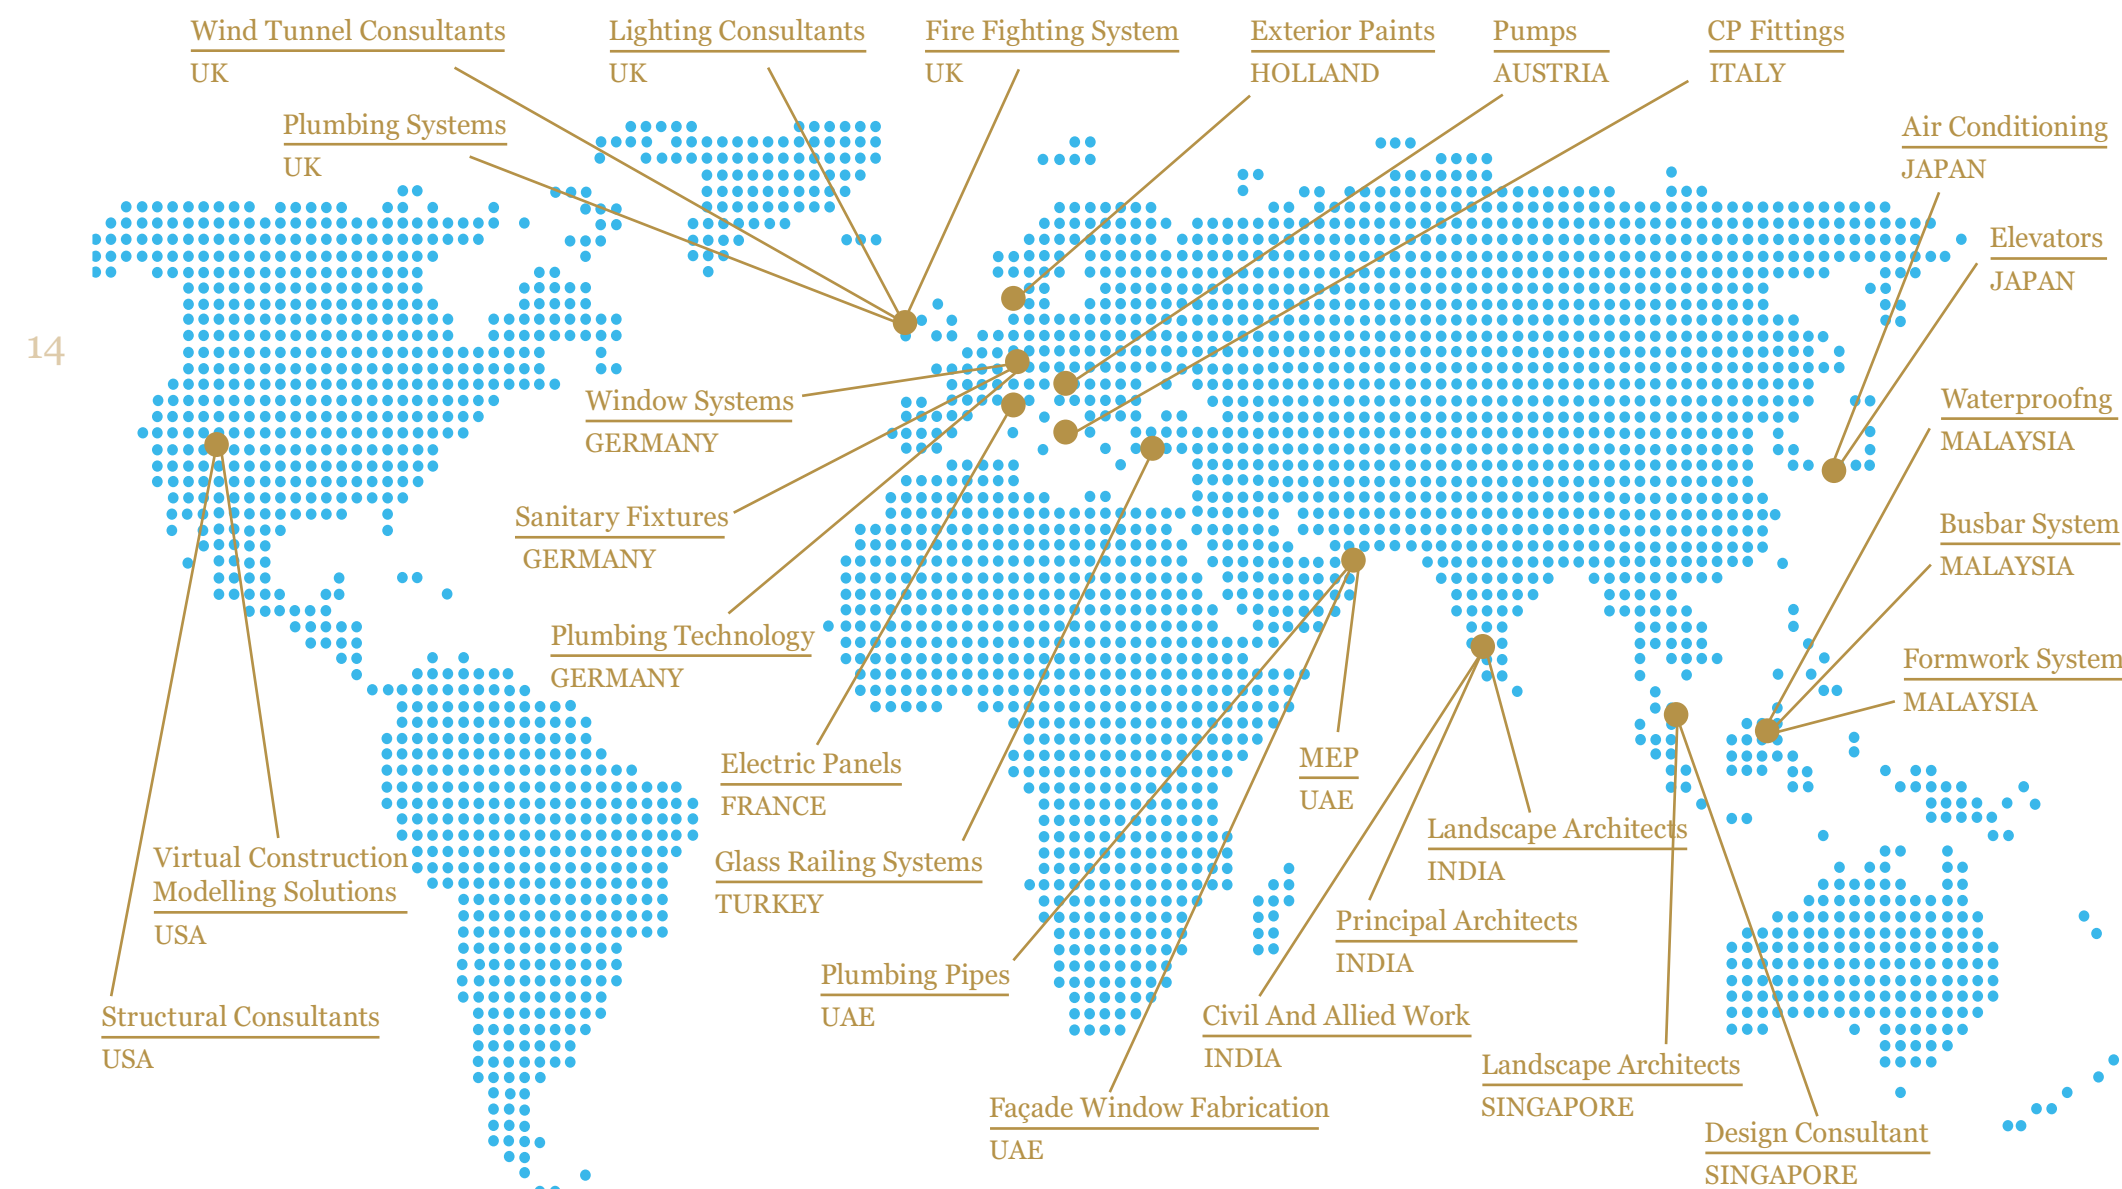 Wind Tunnel Consultants
UK
Lighting Consultants
UK
Fire Fighting System
UK
Exterior Paints
HOLLAND
Pumps
AUSTRIA
CP Fittings
ITALY
Plumbing Systems
UK
Air Conditioning
JAPAN
Elevators
JAPAN
14
Window Systems
GERMANY
Waterproofng
MALAYSIA
Sanitary Fixtures
GERMANY
Busbar System
MALAYSIA
Plumbing Technology
GERMANY
Formwork System
MALAYSIA
Electric Panels
FRANCE
MEP
UAE
Landscape Architects
INDIA
Virtual Construction
Modelling Solutions
USA
Glass Railing Systems
TURKEY
Principal Architects
INDIA
Plumbing Pipes
UAE
Structural Consultants
USA
Civil And Allied Work
INDIA
Landscape Architects
SINGAPORE
Façade Window Fabrication
UAE
Design Consultant
SINGAPORE